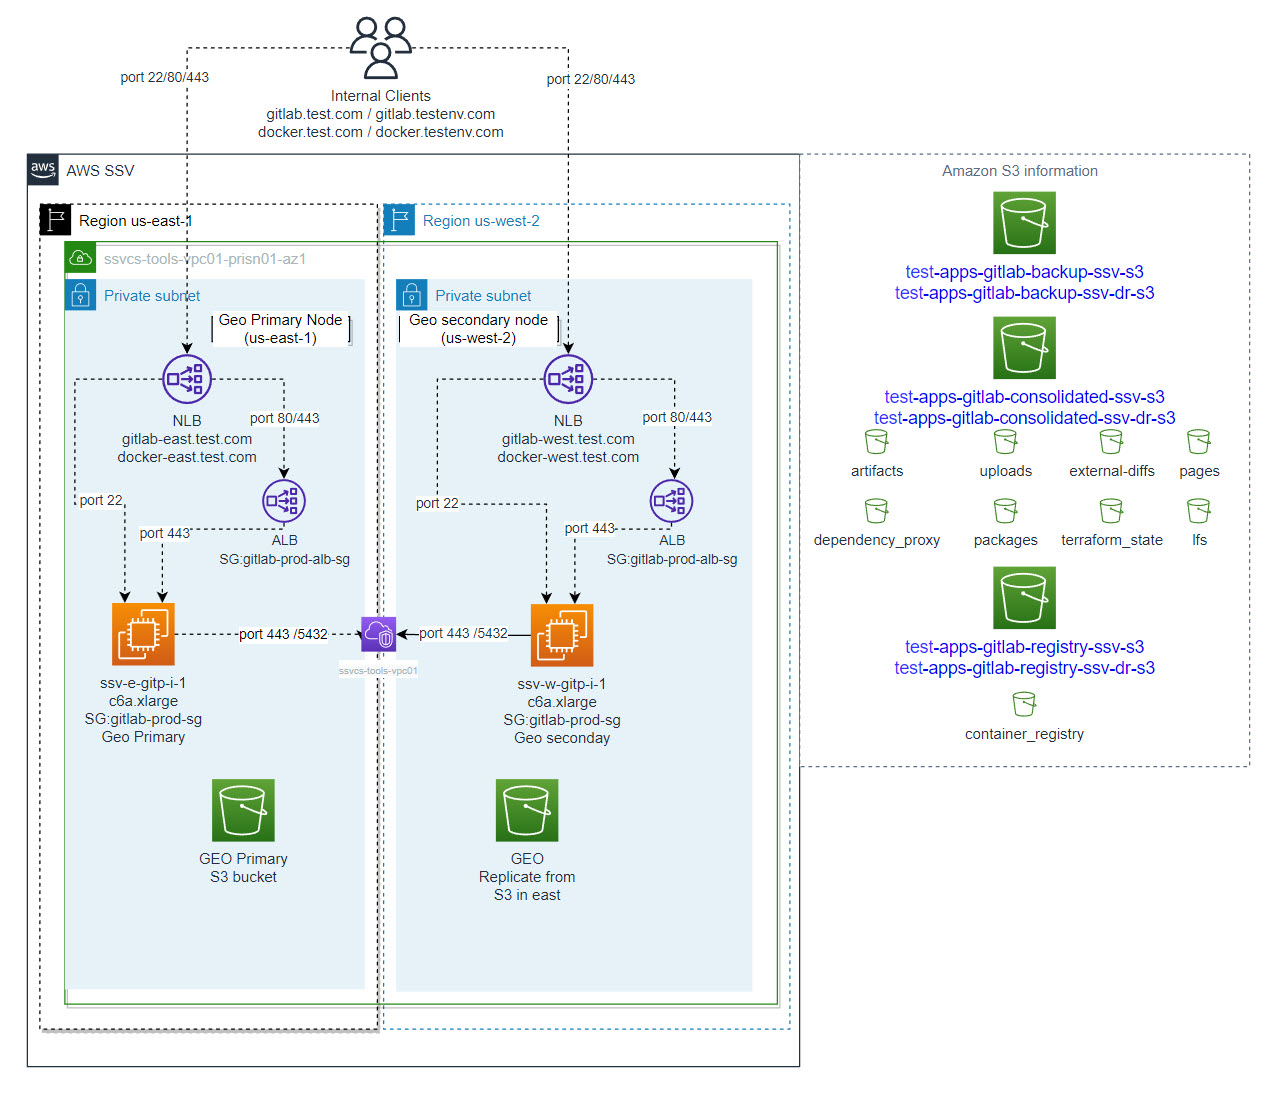 port 22/80/443
port 22/80/443
Internal Clients
gitlab.test.com / gitlab.testenv.com
docker.test.com / docker.testenv.com
aws
AWS SSV
Region us-east-1
Region us-west-2
ssvcs-tools-vpc01-prisn01-az1
Private subnet
Private subnet
Geo Primary Node
(us-east-1)
Geo secondary node
(us-west-2)
NLB
gitlab-east.test.com
docker-east.test.com
port 80/443
NLB
gitlab-west.test.com
docker-west.test.com
port 80/443
port 22
port 443
ALB
SG:gitlab-prod-alb-sg
port 22
port 443
ALB
SG:gitlab-prod-alb-sg
port 443 /5432
port 443 /5432
ssvcs-tools-vpc01
ssv-e-gitp-i-1
c6a.xlarge
SG:gitlab-prod-sg
Geo Primary
ssv-w-gitp-i-1
c6a.xlarge
SG:gitlab-prod-sg
Geo seconday
GEO Primary
S3 bucket
GEO
Replicate from
S3 in east
Amazon S3 information
test-apps-gitlab-backup-ssv-s3
test-apps-gitlab-backup-ssv-dr-s3
test-apps-gitlab-consolidated-ssv-s3
test-apps-gitlab-consolidated-ssv-dr-s3
artifacts
uploads
external-diffs
pages
dependency_proxy
packages
terraform_state
lfs
test-apps-gitlab-registry-ssv-s3
test-apps-gitlab-registry-ssv-dr-s3
container_registry